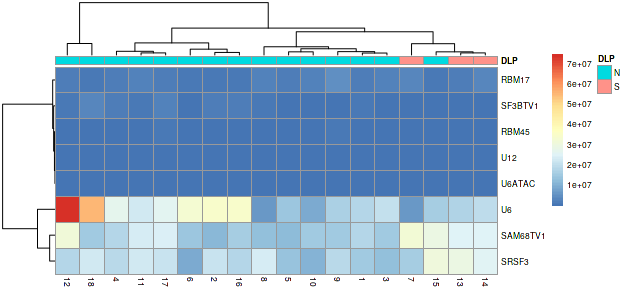 DLP
RBM17
SF3BTV1
RBM45
U12
U6ATAC
U6
SAM68TV1
SRSF3
12 18 4 11 17 6 2 16 8 5 10 9 1 3 7 15 13 14
7e+07
6e+07
5e+07
4e+07
3e+07
2e+07
1e+07
DLP
N
S